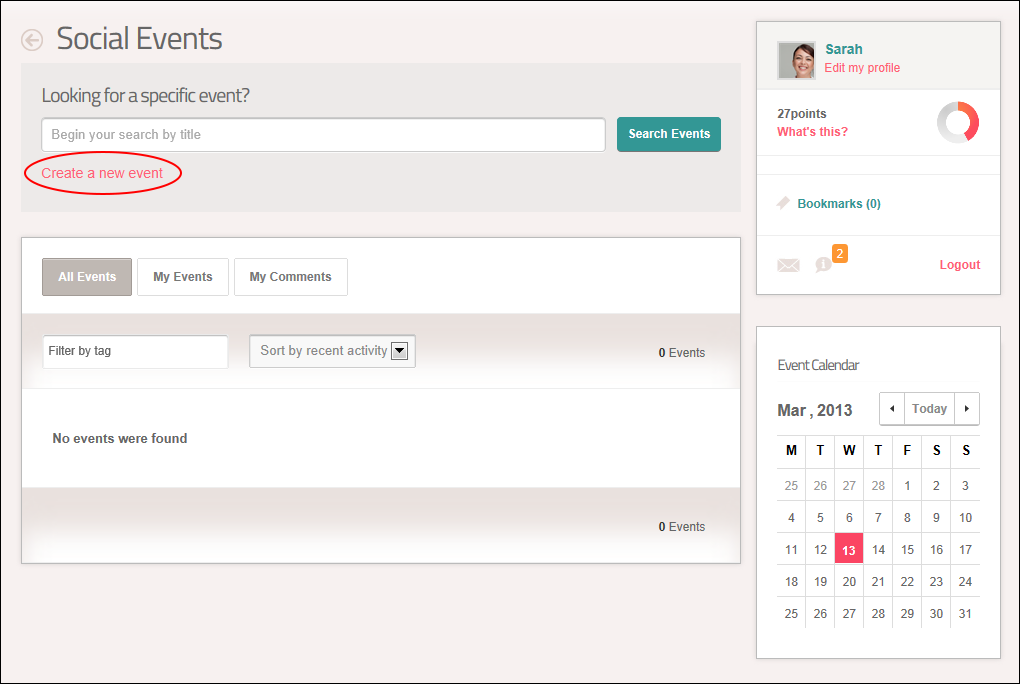 Social Events
Looking for a specific event?
Begin your search by title
Search Events
Create a new event
All Events
My Events
My Comments
Filter by tag
Sort by recent activity
0 Events
No events were found
0 Events
Sarah
Edit my profile
27points
What's this?
Bookmarks (0)
2
Logout
Event Calendar
Mar , 2013
Today
M T W T F S S
25 26 27 28 1 2 3
4 5 6 7 8 9 10
11 12 13 14 15 16 17
18 19 20 21 22 23 24
25 26 27 28 29 30 31